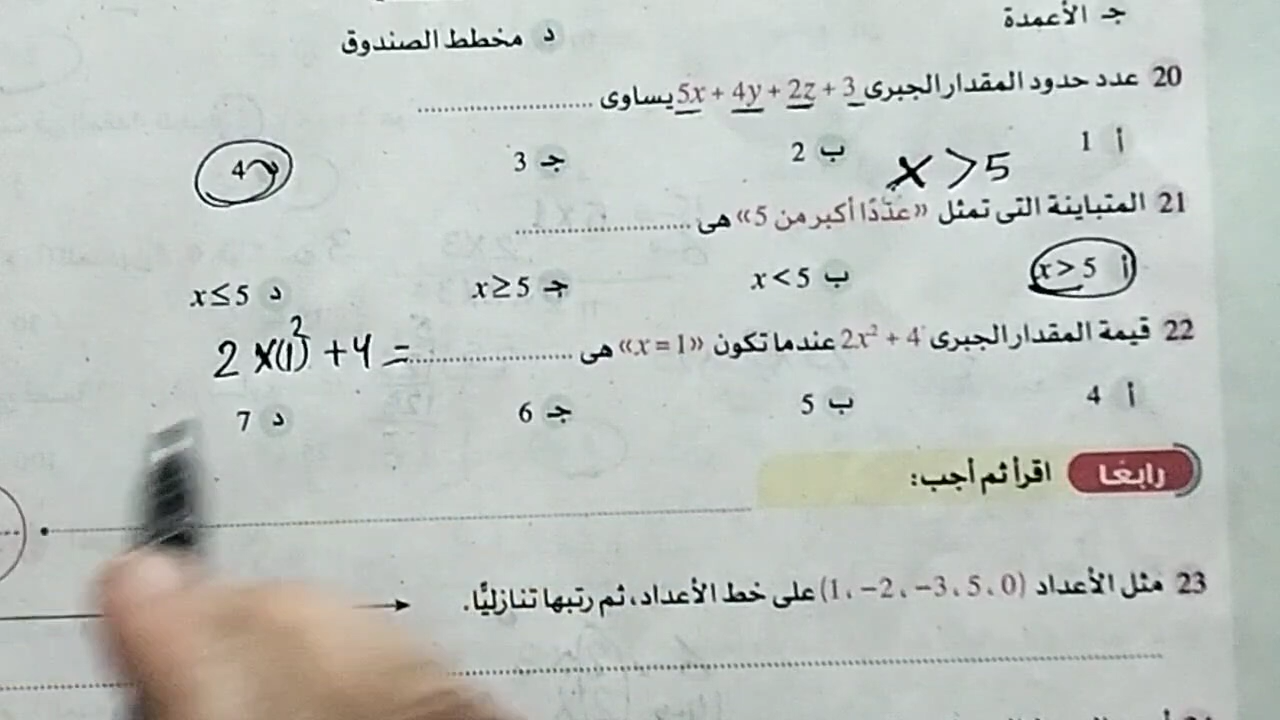 جـ الأعمدة
د مخطط الصندوق
20 عدد حدود المقدار الجبرى 5x + 4y + 2z + 3 يساوى ....................
أ 1 ب 2 جـ 3 4
x > 5
21 المتباينة التى تمثل «عددًا أكبر من 5» هى ....................
أ x > 5 ب x < 5 جـ x ≥ 5 د x ≤ 5
22 قيمة المقدار الجبرى 2x² + 4 عندما تكون «x = 1» هى ....................
2 x(1)² + 4 =
أ 4 ب 5 جـ 6 د 7
رابعًا اقرأ ثم أجب:
23 مثل الأعداد (1، −2، −3، 5، 0) على خط الأعداد، ثم رتبها تنازليًّا.